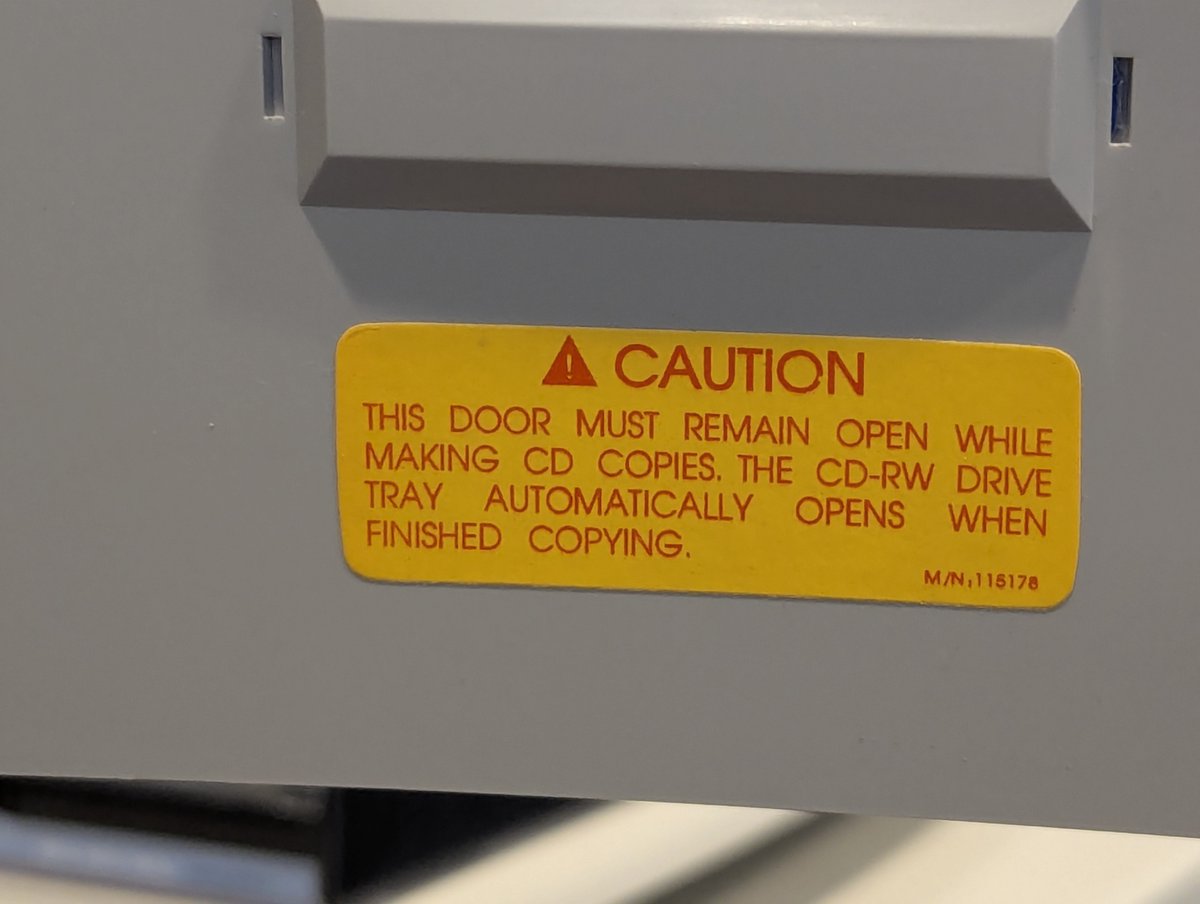 CAUTION
THIS DOOR MUST REMAIN OPEN WHILE
MAKING CD COPIES. THE CD-RW DRIVE
TRAY AUTOMATICALLY OPENS WHEN
FINISHED COPYING.
M/N:115178